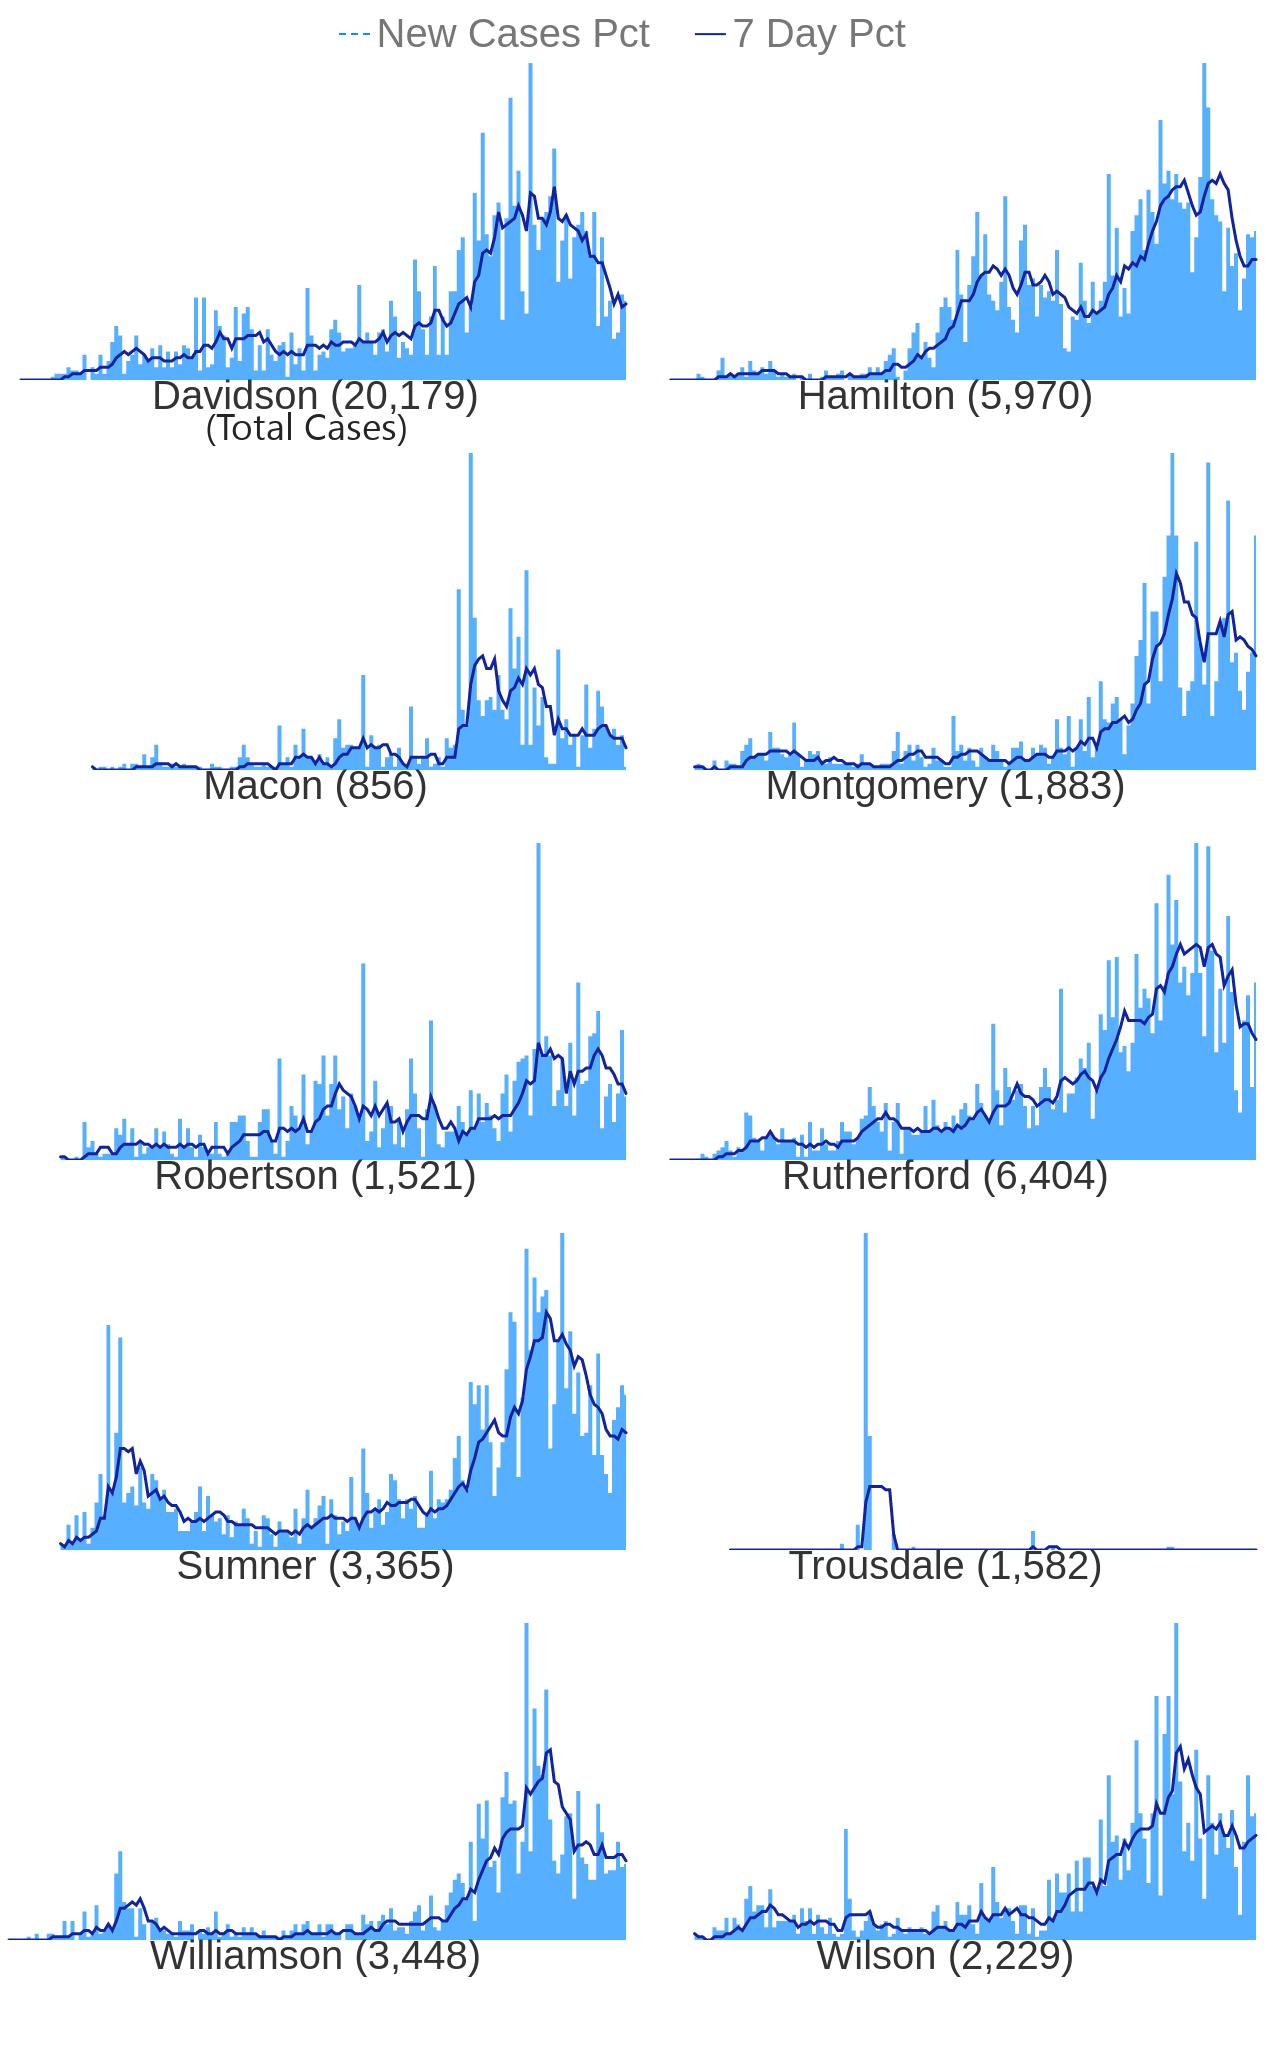 New Cases Pct 7 Day Pct
Davidson (20,179) Hamilton (5,970)
(Total Cases)
Macon (856) Montgomery (1,883)
Robertson (1,521) Rutherford (6,404)
Sumner (3,365) Trousdale (1,582)
Williamson (3,448) Wilson (2,229)